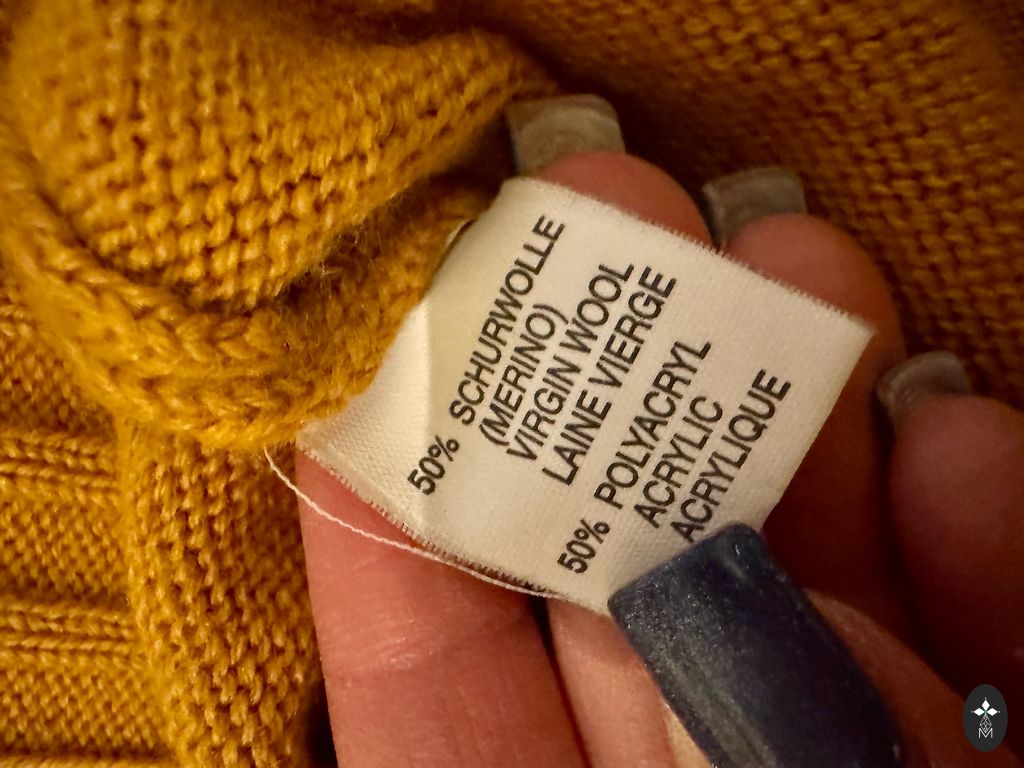 50% SCHURWOLLE
(MERINO)
VIRGIN WOOL
LAINE VIERGE
50% POLYACRYL
ACRYLIC
ACRYLIQUE
M